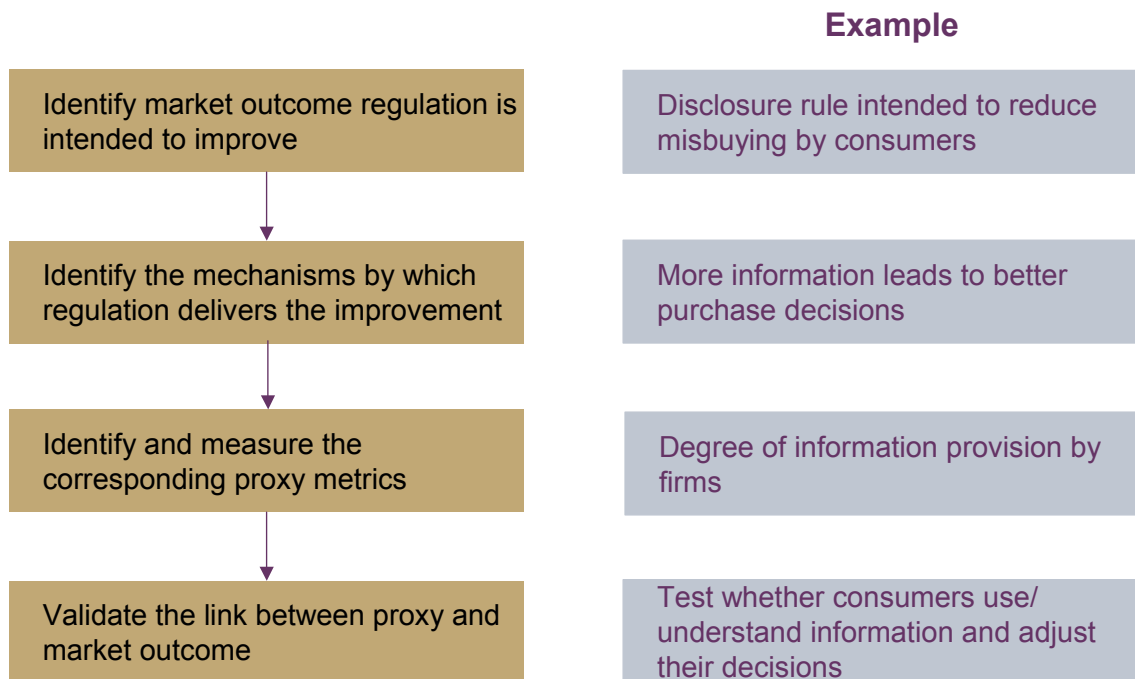 Example
Identify market outcome regulation is
intended to improve
Disclosure rule intended to reduce
misbuying by consumers
Identify the mechanisms by which
regulation delivers the improvement
More information leads to better
purchase decisions
Identify and measure the
corresponding proxy metrics
Degree of information provision by
firms
Validate the link between proxy and
market outcome
Test whether consumers use/
understand information and adjust
their decisions